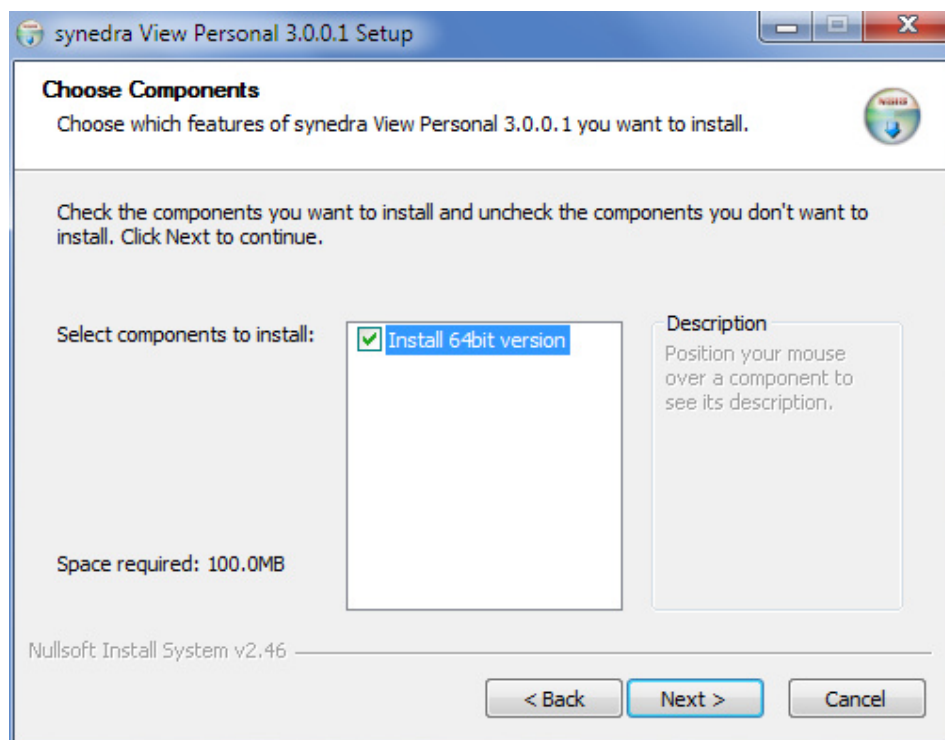 synedra View Personal 3.0.0.1 Setup
Choose Components
Choose which features of synedra View Personal 3.0.0.1 you want to install.
Check the components you want to install and uncheck the components you don't want to
install. Click Next to continue.
Select components to install:
Install 64bit version
Description
Position your mouse
over a component to
see its description.
Space required: 100.0MB
Nullsoft Install System v2.46
< Back
Next >
Cancel